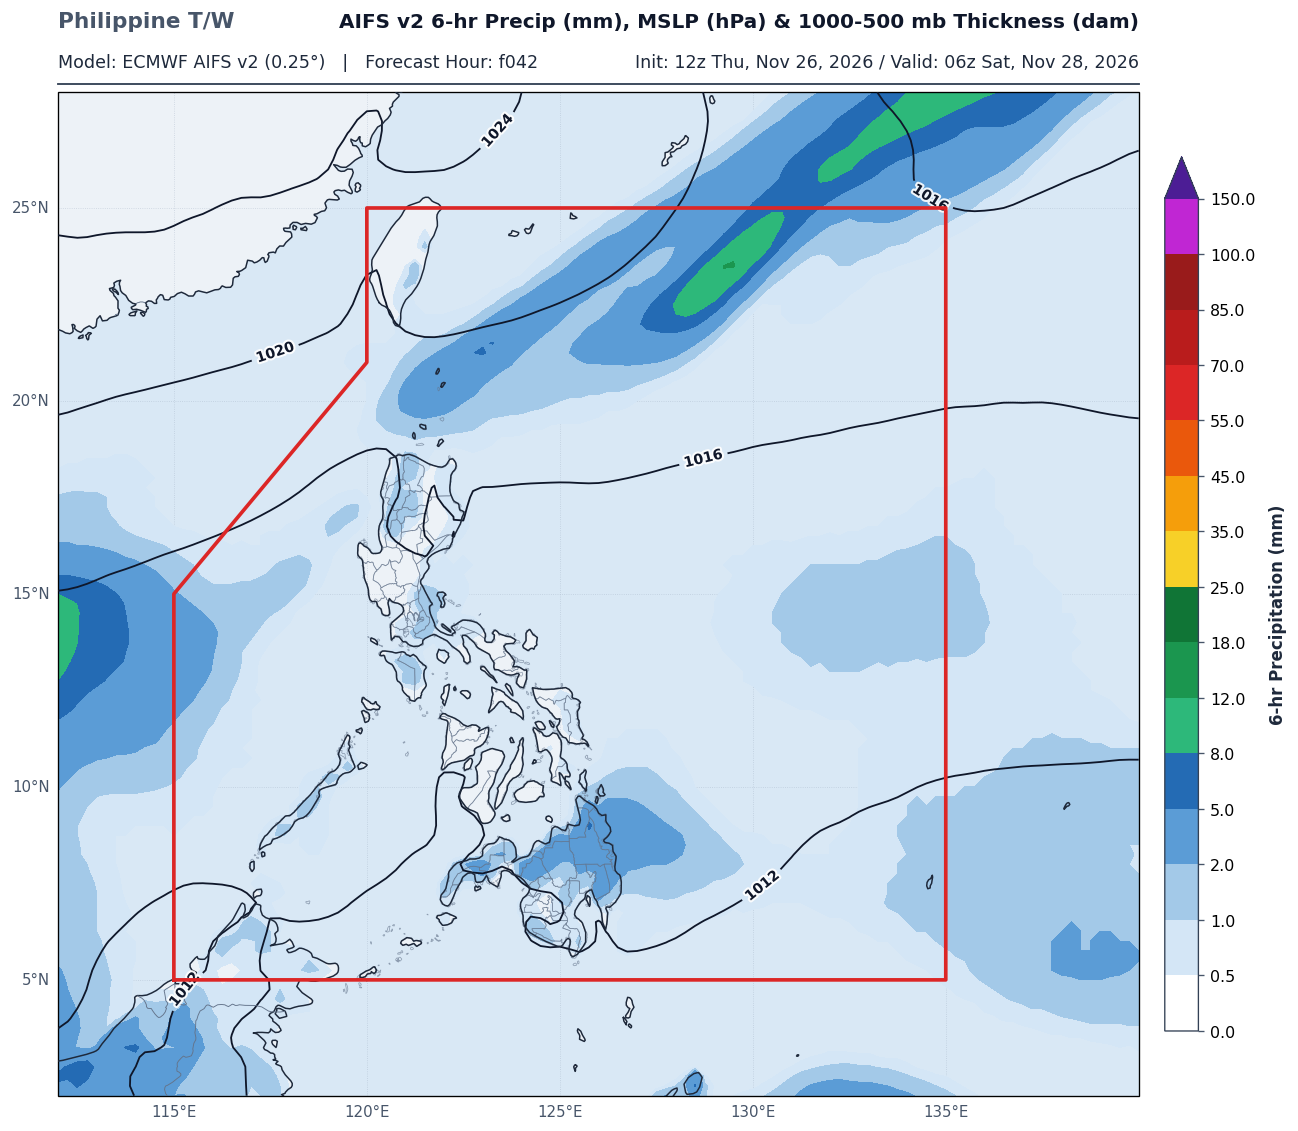 Philippine T/W
AIFS v2 6-hr Precip (mm), MSLP (hPa) & 1000-500 mb Thickness (dam)
Model: ECMWF AIFS v2 (0.25°) | Forecast Hour: f042
Init: 12z Thu, Nov 26, 2026 / Valid: 06z Sat, Nov 28, 2026
1024
1016
1020
1016
1012
1012
25°N
20°N
15°N
10°N
5°N
115°E
120°E
125°E
130°E
135°E
150.0
100.0
85.0
70.0
55.0
45.0
35.0
25.0
18.0
12.0
8.0
5.0
2.0
1.0
0.5
0.0
6-hr Precipitation (mm)